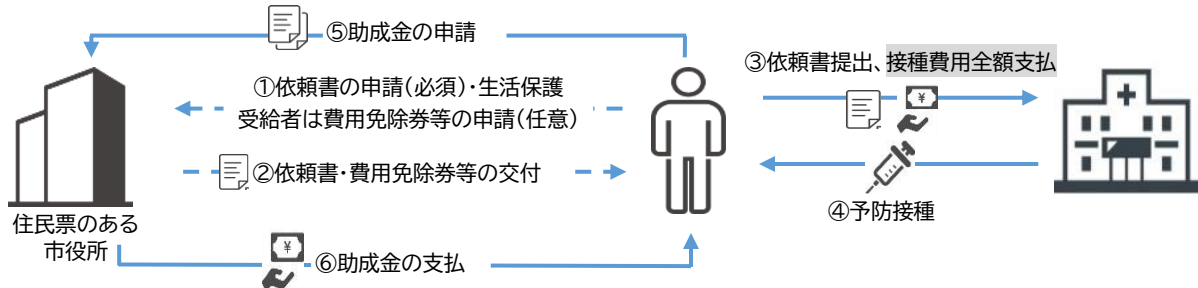 ⑤助成金の申請
①依頼書の申請(必須)・生活保護
受給者は費用免除券等の申請(任意)
②依頼書・費用免除券等の交付
住民票のある
市役所
¥
⑥助成金の支払
③依頼書提出、接種費用全額支払
¥
④予防接種